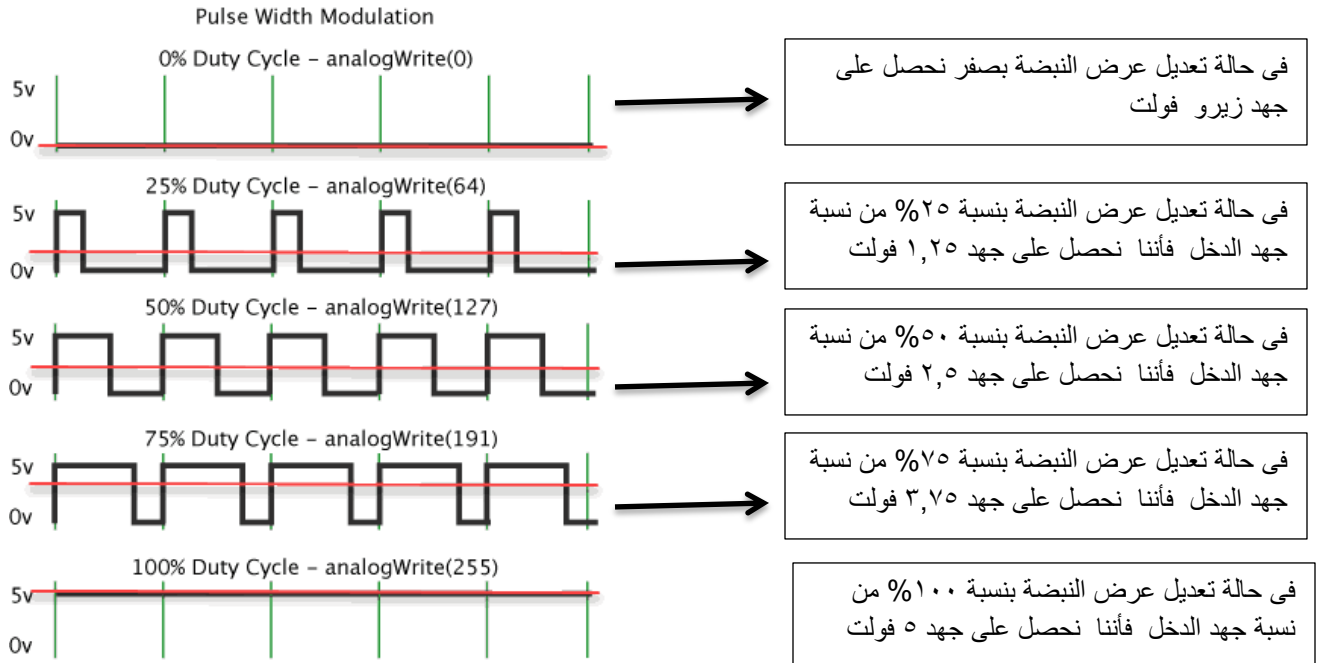 Pulse Width Modulation
0% Duty Cycle – analogWrite(0)
5v
0v
فى حالة تعديل عرض النبضة بصفر نحصل على
جهد زيرو فولت
25% Duty Cycle – analogWrite(64)
5v
0v
فى حالة تعديل عرض النبضة بنسبة ٢٥% من نسبة
جهد الدخل فأننا نحصل على جهد ١,٢٥ فولت
50% Duty Cycle – analogWrite(127)
5v
0v
فى حالة تعديل عرض النبضة بنسبة ٥٠% من نسبة
جهد الدخل فأننا نحصل على جهد ٢,٥ فولت
75% Duty Cycle – analogWrite(191)
5v
0v
فى حالة تعديل عرض النبضة بنسبة ٧٥% من نسبة
جهد الدخل فأننا نحصل على جهد ٣,٧٥ فولت
100% Duty Cycle – analogWrite(255)
5v
0v
فى حالة تعديل عرض النبضة بنسبة ١٠٠% من
نسبة جهد الدخل فأننا نحصل على جهد ٥ فولت